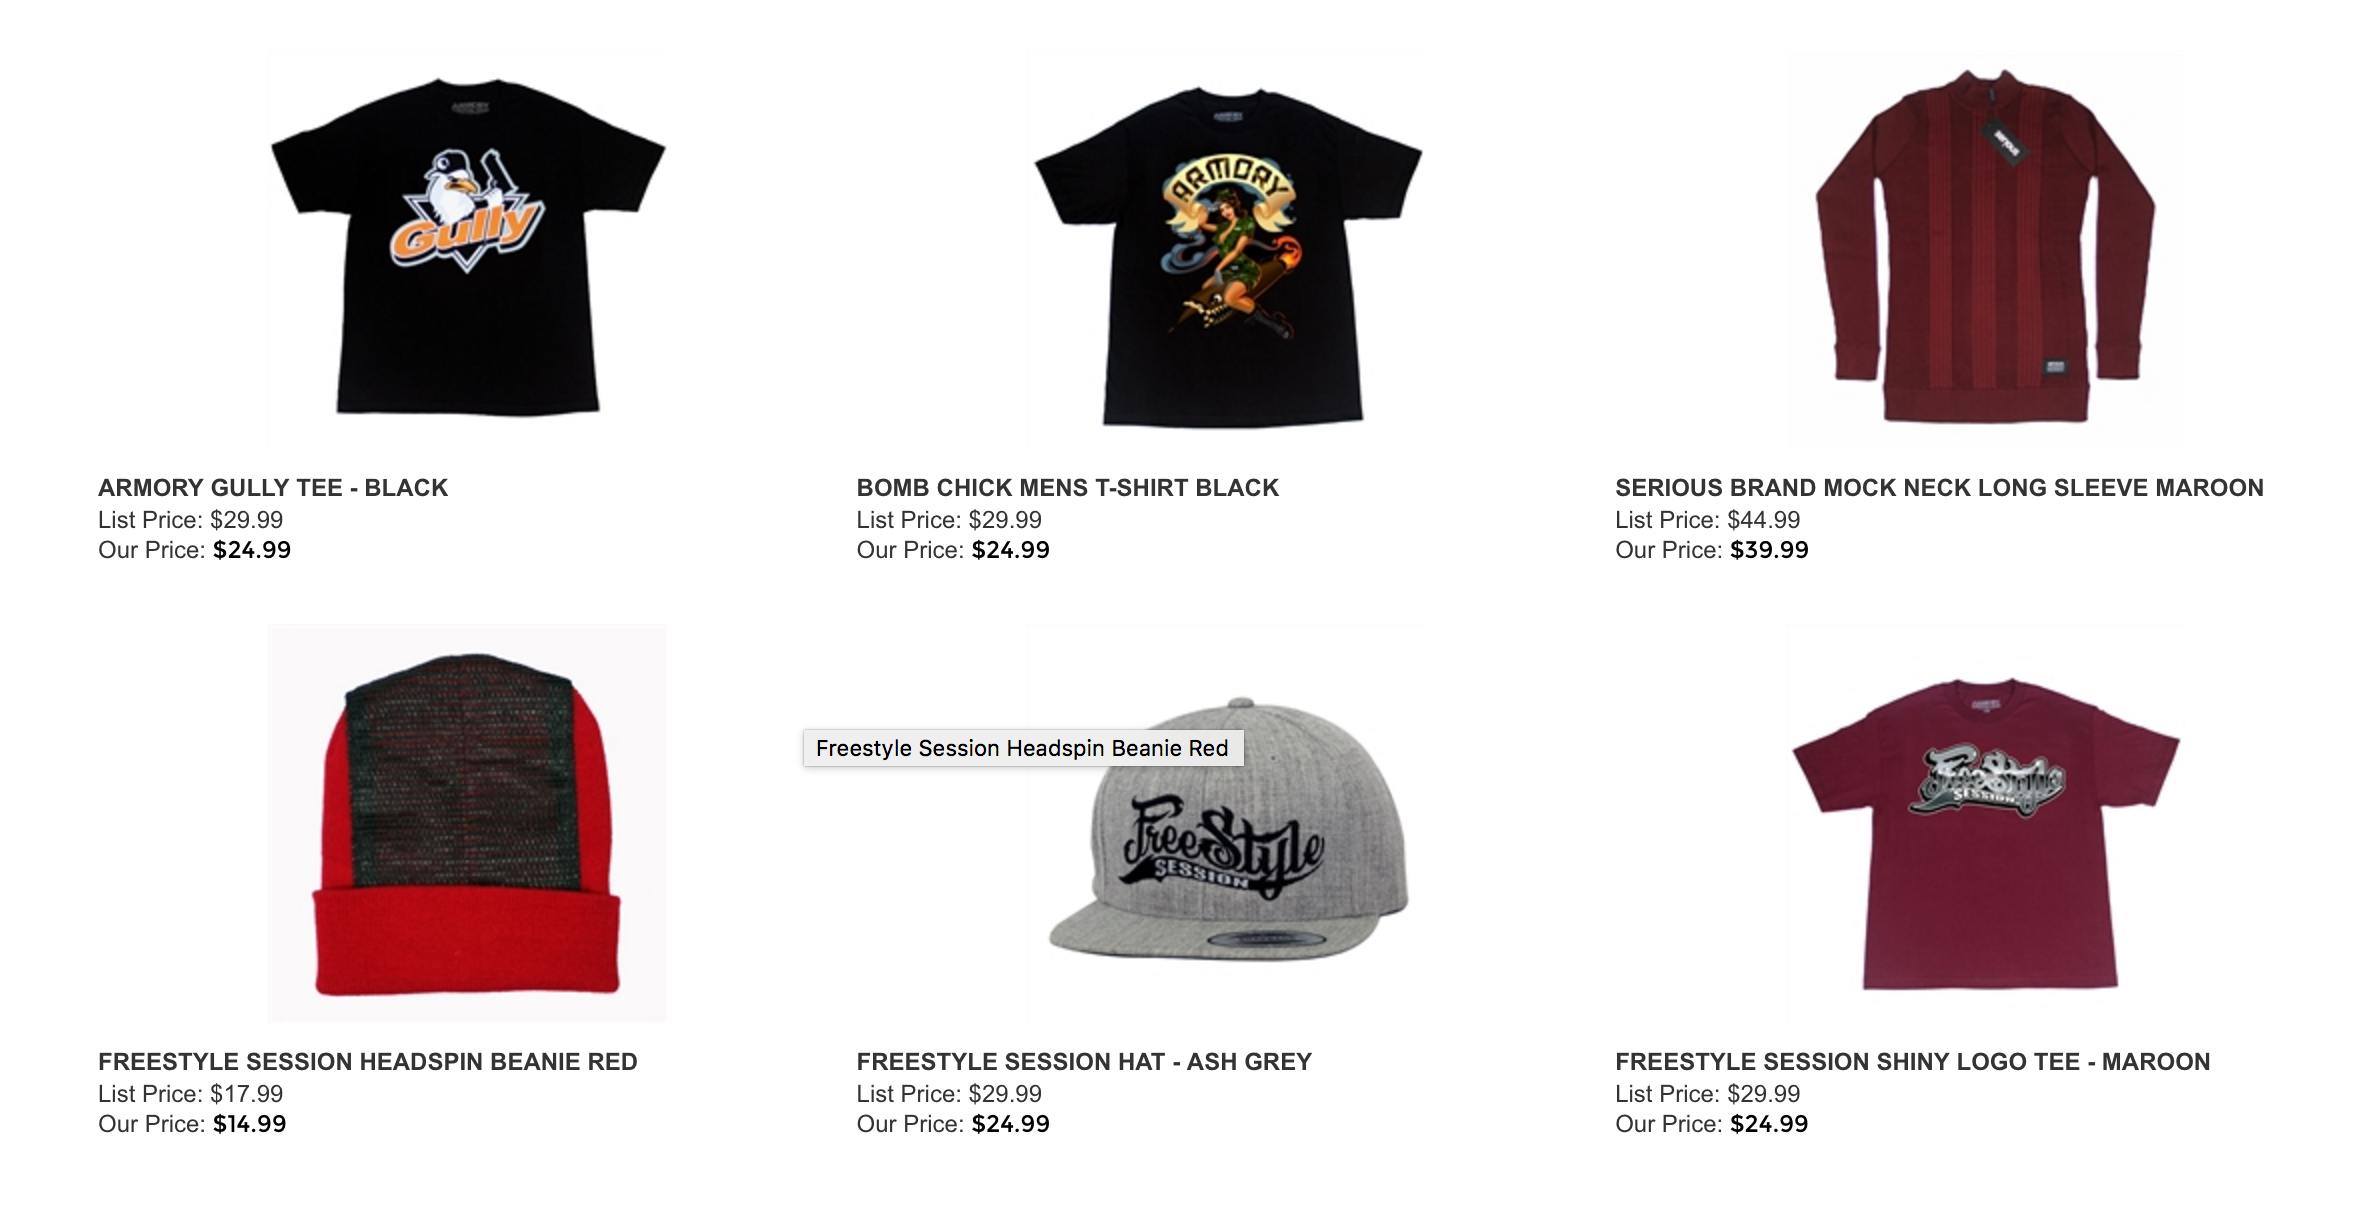 Gully
ARMORY
serious
ARMORY GULLY TEE - BLACK
List Price: $29.99
Our Price: $24.99
BOMB CHICK MENS T-SHIRT BLACK
List Price: $29.99
Our Price: $24.99
SERIOUS BRAND MOCK NECK LONG SLEEVE MAROON
List Price: $44.99
Our Price: $39.99
Freestyle Session Headspin Beanie Red
FreeStyle
SESSION
FreeStyle
SESSION
FREESTYLE SESSION HEADSPIN BEANIE RED
List Price: $17.99
Our Price: $14.99
FREESTYLE SESSION HAT - ASH GREY
List Price: $29.99
Our Price: $24.99
FREESTYLE SESSION SHINY LOGO TEE - MAROON
List Price: $29.99
Our Price: $24.99